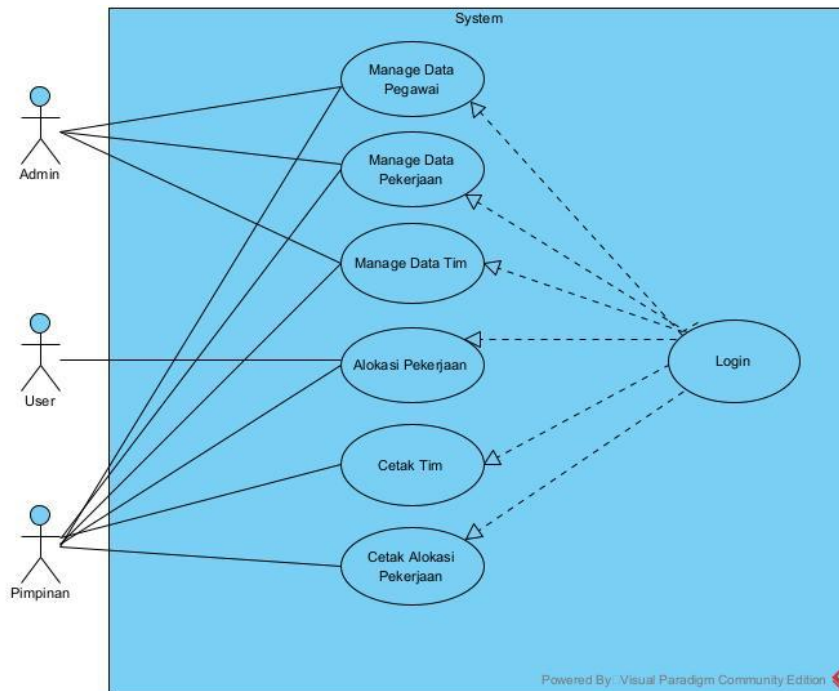 System
Manage Data
Pegawai
Admin
Manage Data
Pekerjaan
Manage Data Tim
User
Alokasi Pekerjaan
Login
Cetak Tim
Pimpinan
Cetak Alokasi
Pekerjaan
Powered By: Visual Paradigm Community Edition